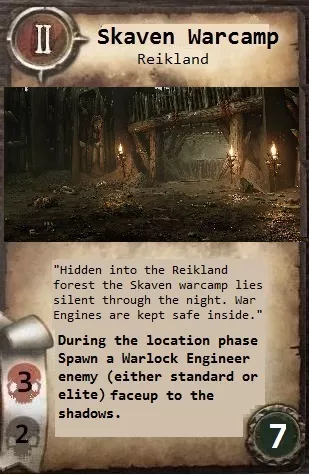 II
Skaven Warcamp
Reikland
"Hidden into the Reikland
forest the Skaven warcamp lies
silent through the night. War
Engines are kept safe inside."
During the location phase
Spawn a Warlock Engineer
enemy (either standard or
elite) faceup to the
shadows.
3
2
7